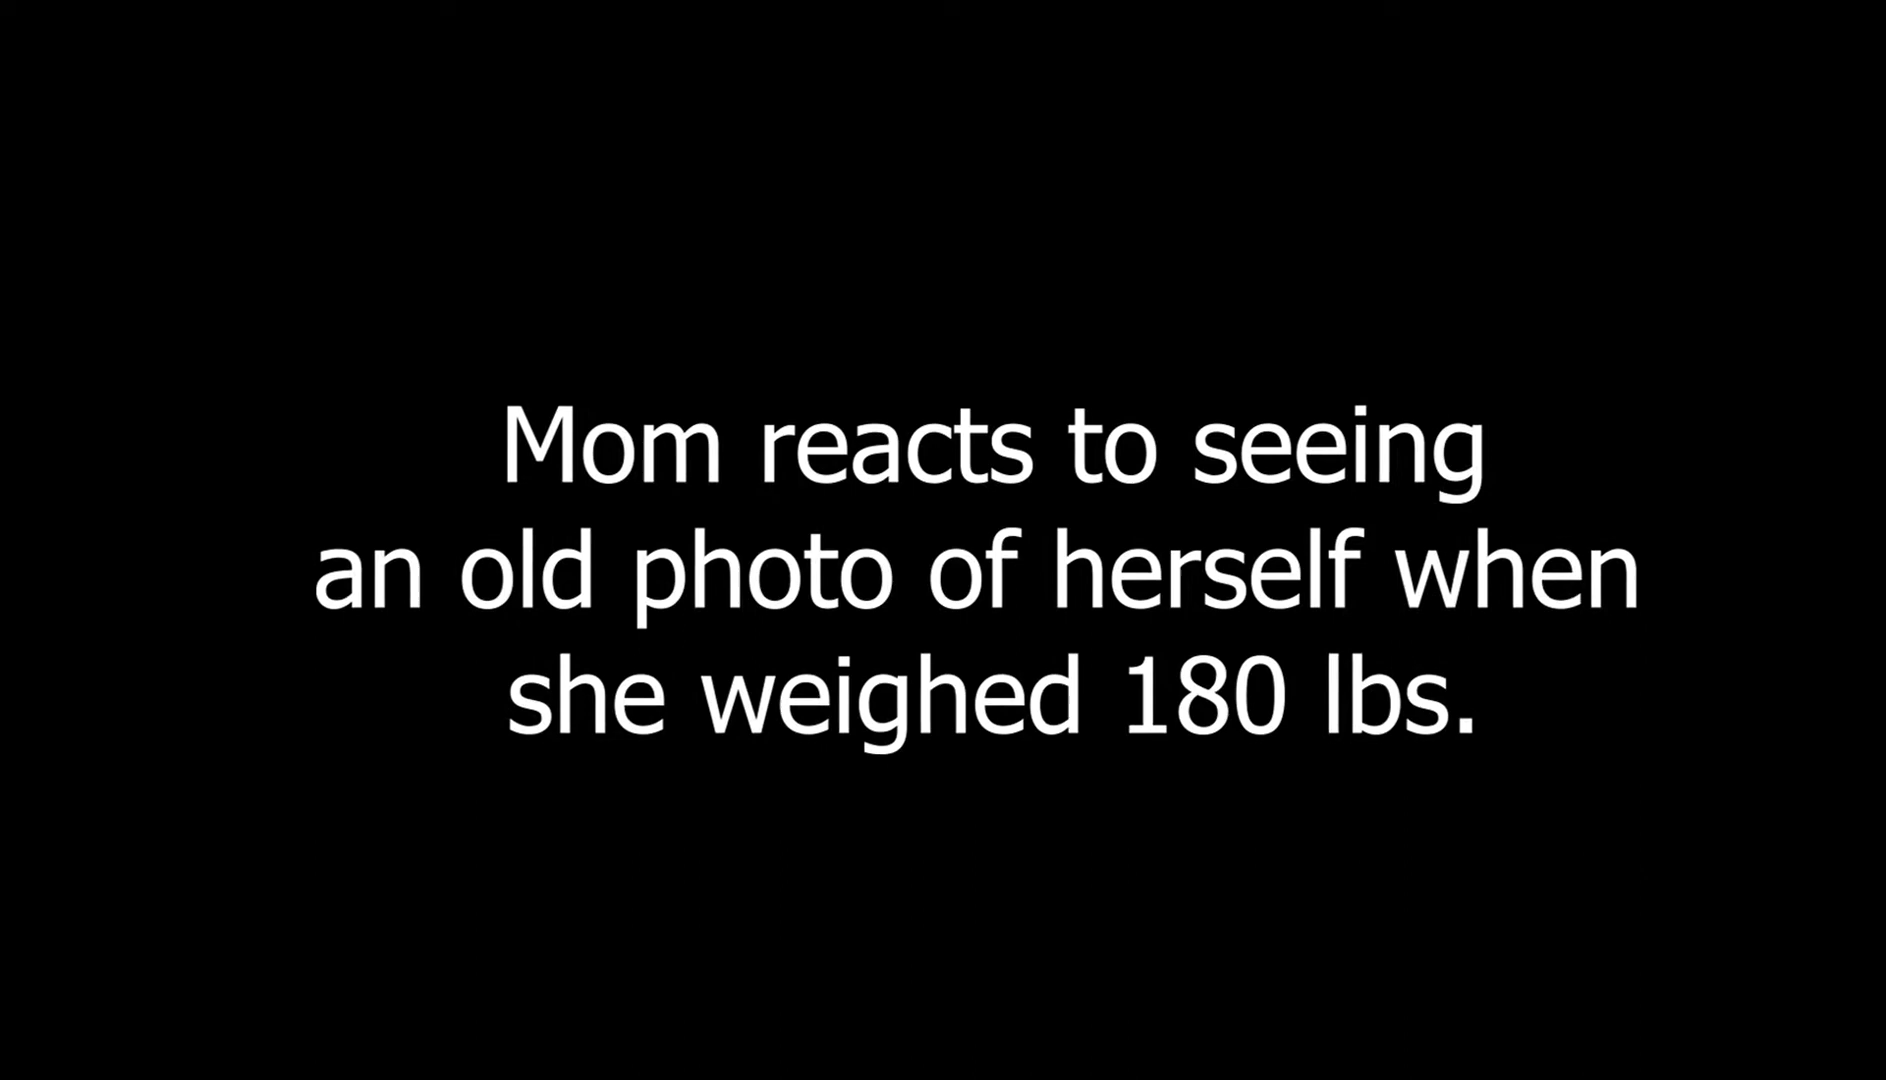 Mom reacts to seeing
an old photo of herself when
she weighed 180 lbs.